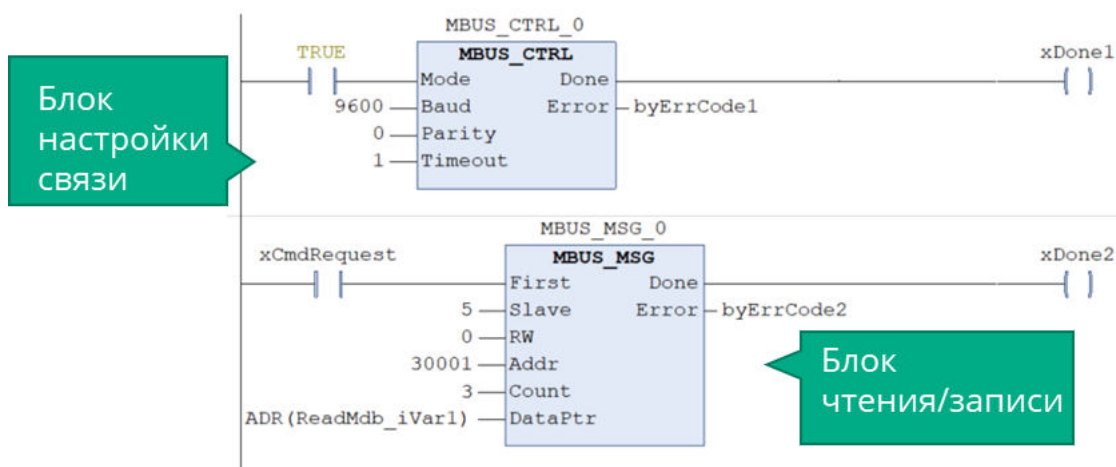 MBUS_CTRL_0
TRUE MBUS_CTRL xDone1
Mode Done
9600 Baud Error byErrCode1
0 Parity
1 Timeout
Блок
настройки
связи
MBUS_MSG_0
xCmdRequest MBUS_MSG xDone2
First Done
5 Slave Error byErrCode2
0 RW
30001 Addr
3 Count
ADR(ReadMdb_iVar1) DataPtr
Блок
чтения/записи